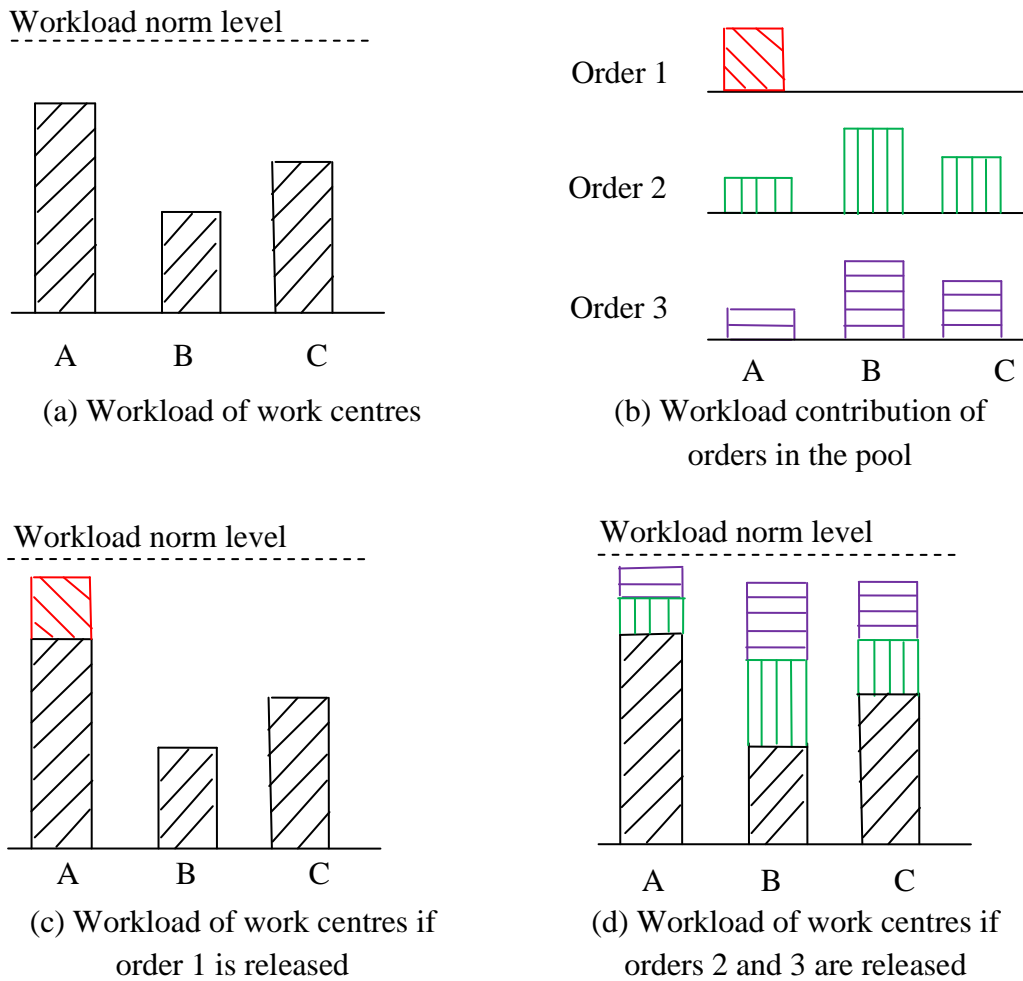 Workload norm level
A
B
C
(a) Workload of work centres
Order 1
Order 2
Order 3
A
B
C
(b) Workload contribution of
orders in the pool
Workload norm level
A
B
C
(c) Workload of work centres if
order 1 is released
Workload norm level
A
B
C
(d) Workload of work centres if
orders 2 and 3 are released